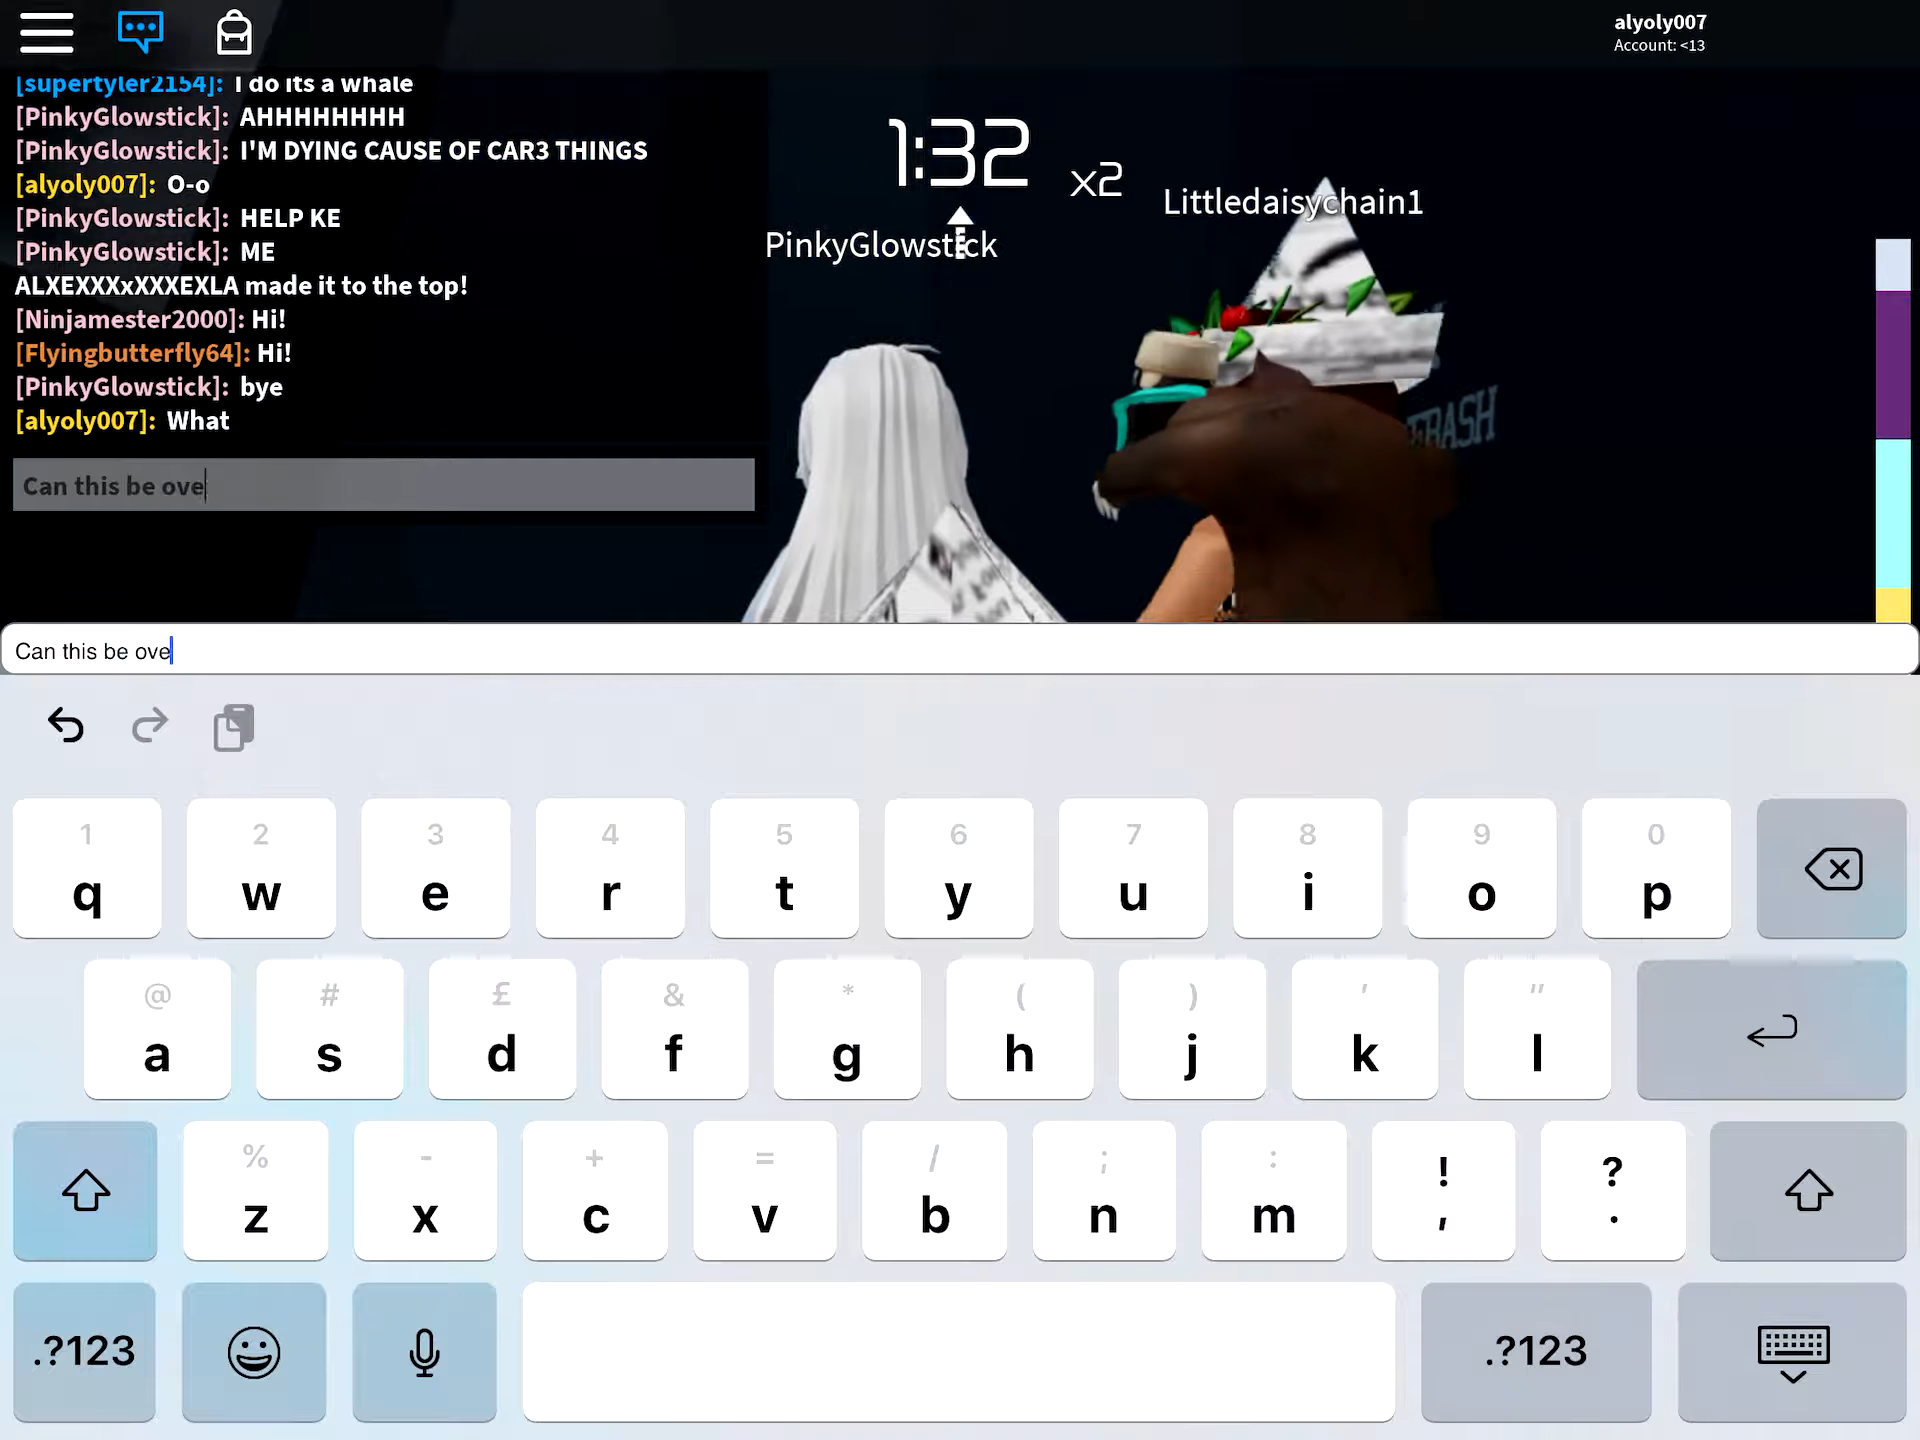 alyoly007
Account: <13
[supertyler2154]: I do its a whale
[PinkyGlowstick]: AHHHHHHHH
[PinkyGlowstick]: I'M DYING CAUSE OF CAR3 THINGS
[alyoly007]: O-o
[PinkyGlowstick]: HELP KE
[PinkyGlowstick]: ME
ALXEXXXxXXXEXLA made it to the top!
[Ninjamester2000]: Hi!
[Flyingbutterfly64]: Hi!
[PinkyGlowstick]: bye
[alyoly007]: What
Can this be ove
1:32 x2
Littledaisychain1
PinkyGlowstick
Can this be ove
1 2 3 4 5 6 7 8 9 0
q w e r t y u i o p
@ # £ & * ( ) ' "
a s d f g h j k l
% - + = / ; : ! ?
z x c v b n m , .
.?123 .?123